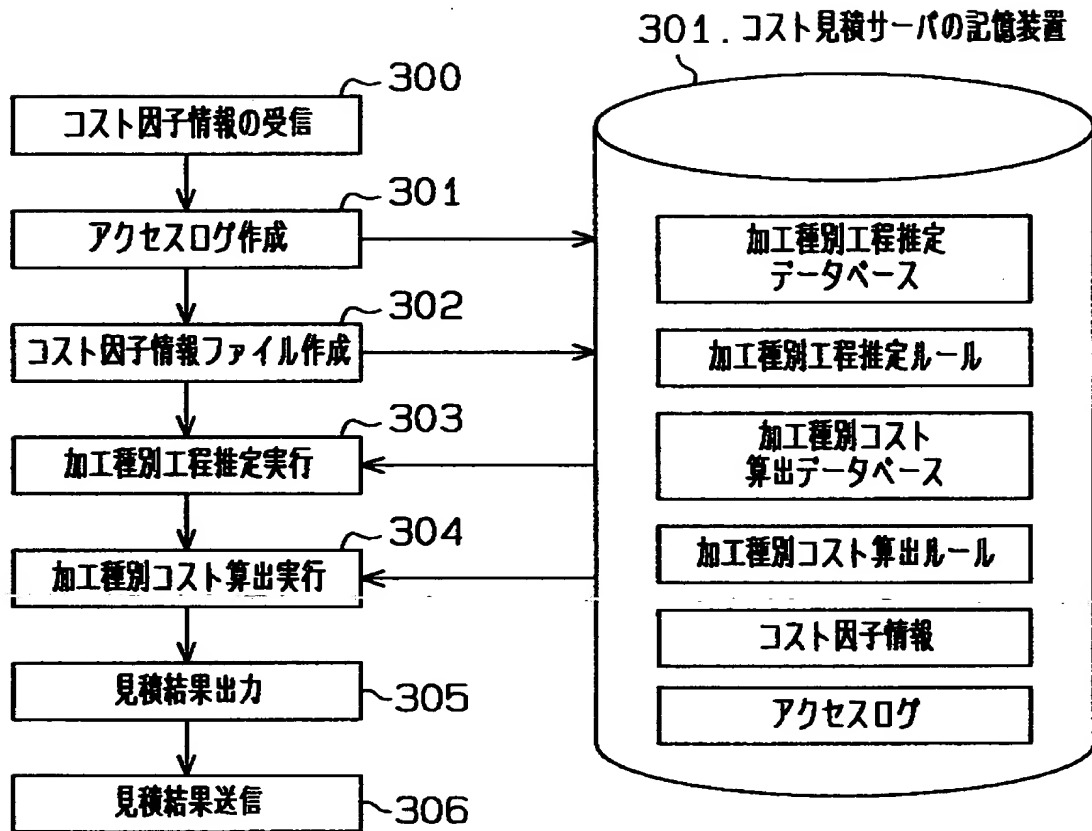 301. コスト見積サーバの記憶装置
300
コスト因子情報の受信
301
アクセスログ作成
302
コスト因子情報ファイル作成
303
加工種別工程推定実行
304
加工種別コスト算出実行
見積結果出力
305
見積結果送信
306
加工種別工程推定
データベース
加工種別工程推定ルール
加工種別コスト
算出データベース
加工種別コスト算出ルール
コスト因子情報
アクセスログ